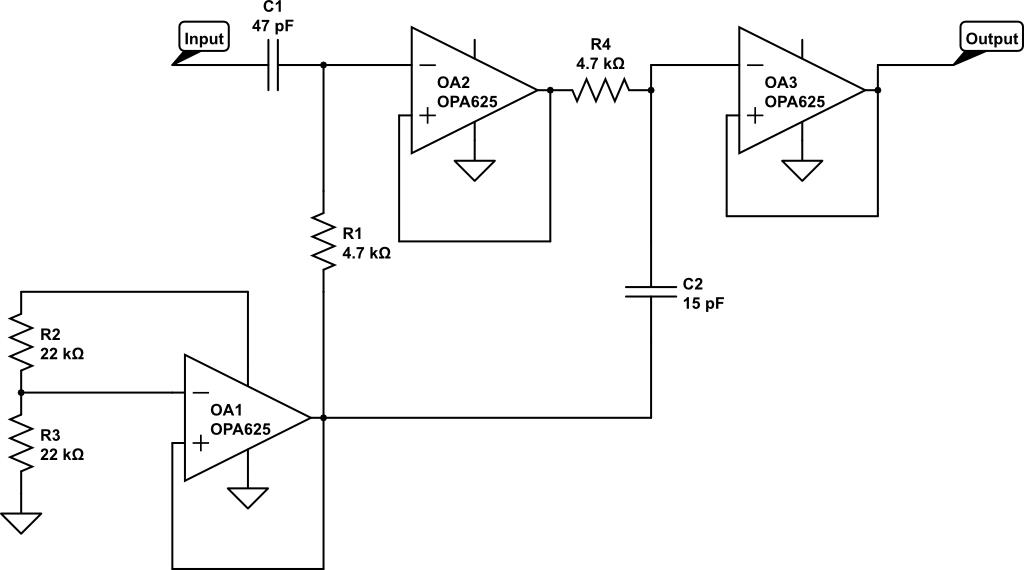 C1
47 pF
Input
R4
4.7 kΩ
Output
−
OA2
OPA625
+
−
OA3
OPA625
+
R1
4.7 kΩ
C2
15 pF
R2
22 kΩ
−
OA1
OPA625
+
R3
22 kΩ